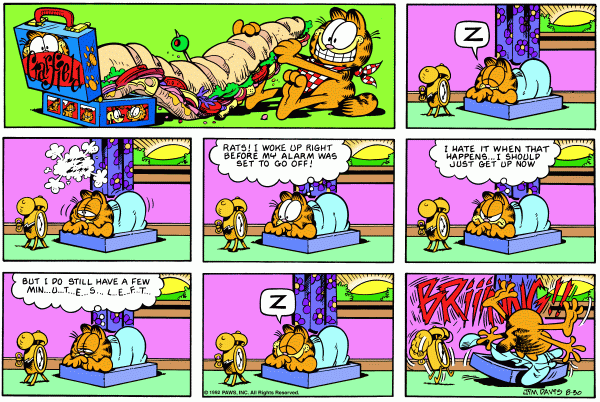 GARFIELD
Z
RATS! I WOKE UP RIGHT
BEFORE MY ALARM WAS
SET TO GO OFF!
I HATE IT WHEN THAT
HAPPENS...I SHOULD
JUST GET UP NOW
BUT I DO STILL HAVE A FEW
MIN...U...T...E...S... L...E...F...T...
Z
© 1992 PAWS, INC. All Rights Reserved.
BRIIIING!!
JIM DAVIS 8-30